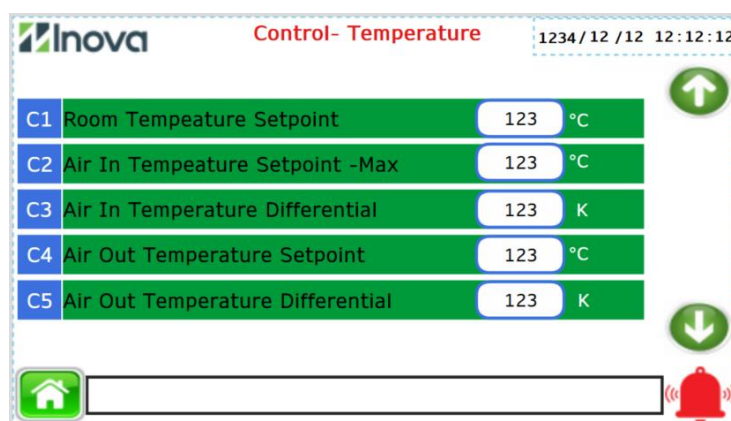 Inova
Control- Temperature
1234/12/12 12:12:12
C1 Room Tempeature Setpoint 123 °C
C2 Air In Tempeature Setpoint -Max 123 °C
C3 Air In Temperature Differential 123 K
C4 Air Out Temperature Setpoint 123 °C
C5 Air Out Temperature Differential 123 K